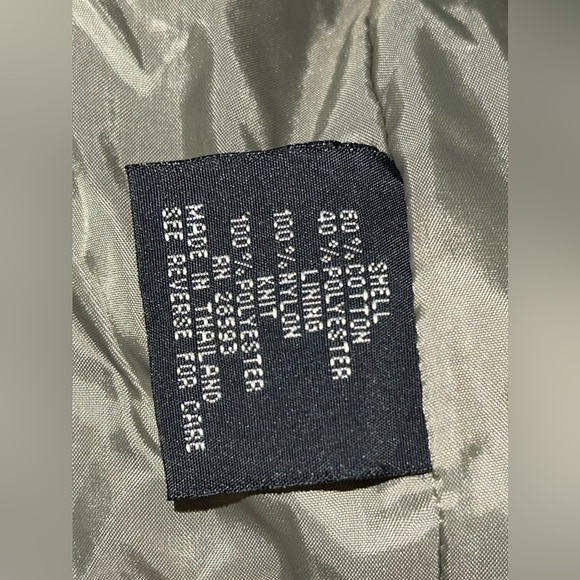 SHELL
60% COTTON
40% POLYESTER
LINING
100% NYLON
KNIT
100% POLYESTER
RN 26593
MADE IN THAILAND
SEE REVERSE FOR CARE